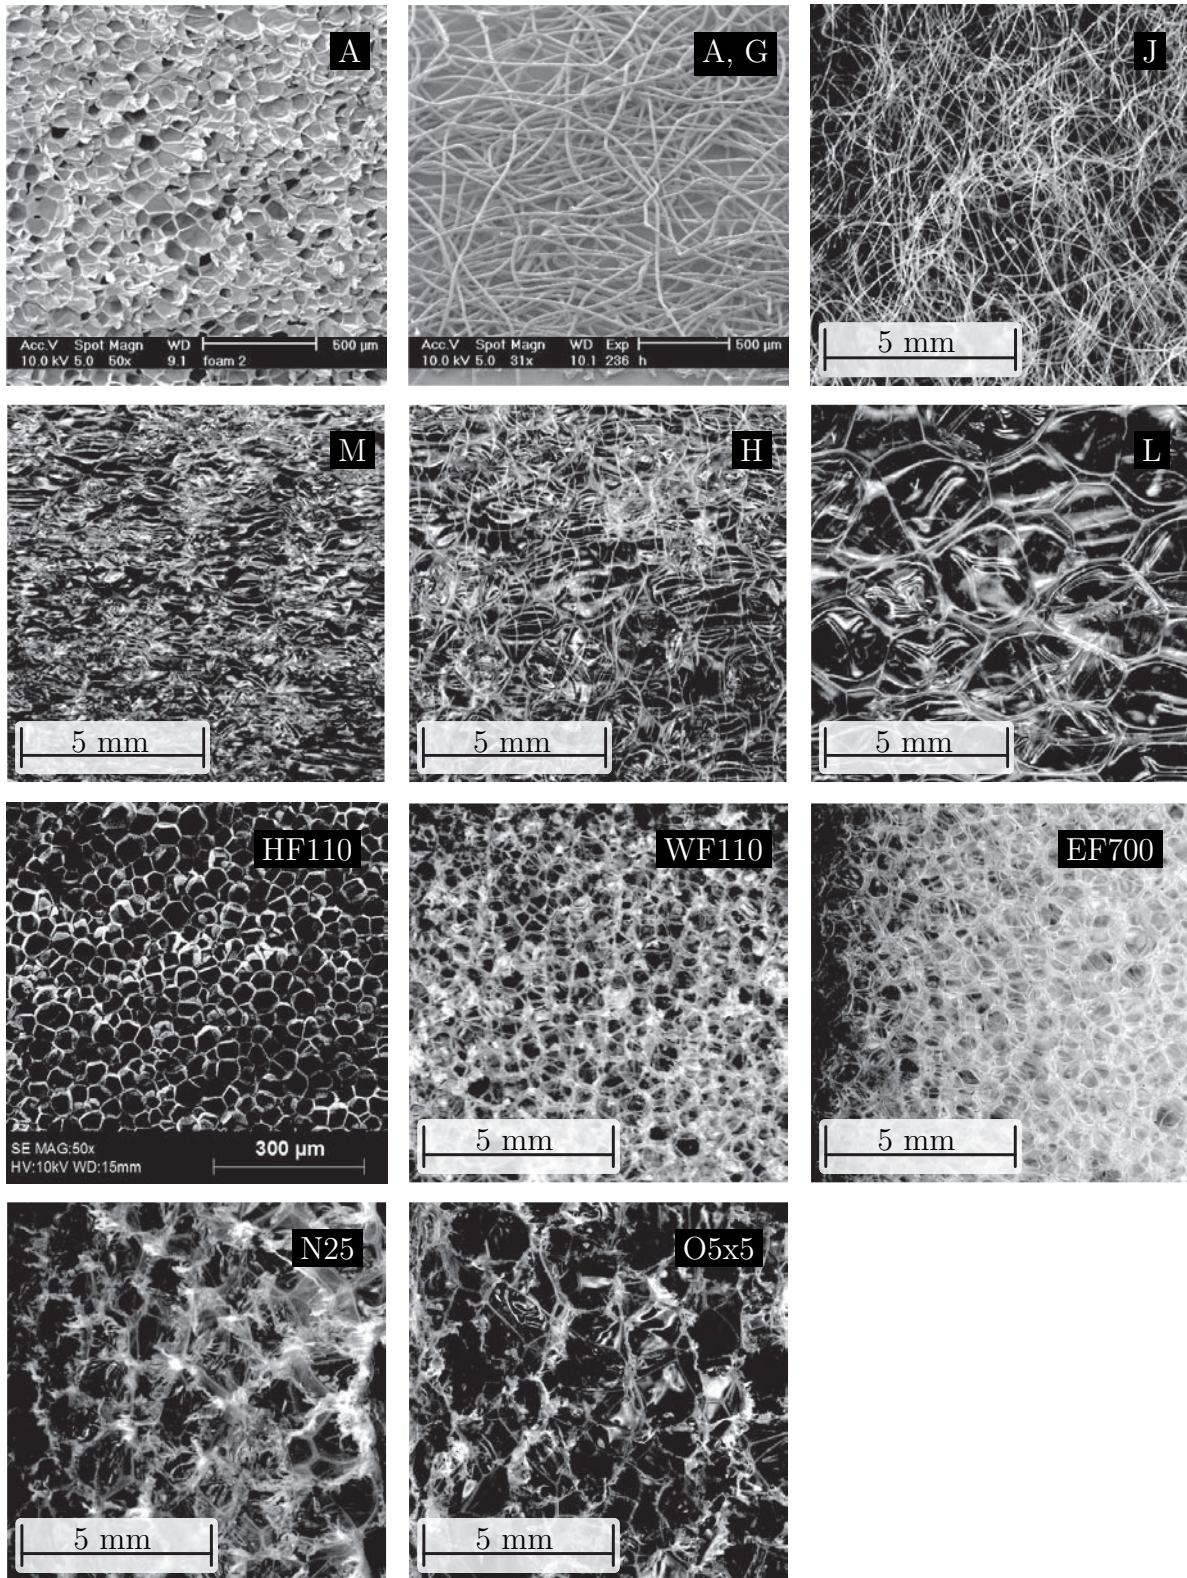 A
A, G
J
Acc.V Spot Magn WD 500 µm
10.0 kV 5.0 50x 9.1 foam 2
Acc.V Spot Magn WD Exp 500 µm
10.0 kV 5.0 31x 10.1 236 h
5 mm
M
H
L
5 mm
5 mm
5 mm
HF110
WF110
EF700
SE MAG:50x 300 µm
HV:10kV WD:15mm
5 mm
5 mm
N25
O5x5
5 mm
5 mm